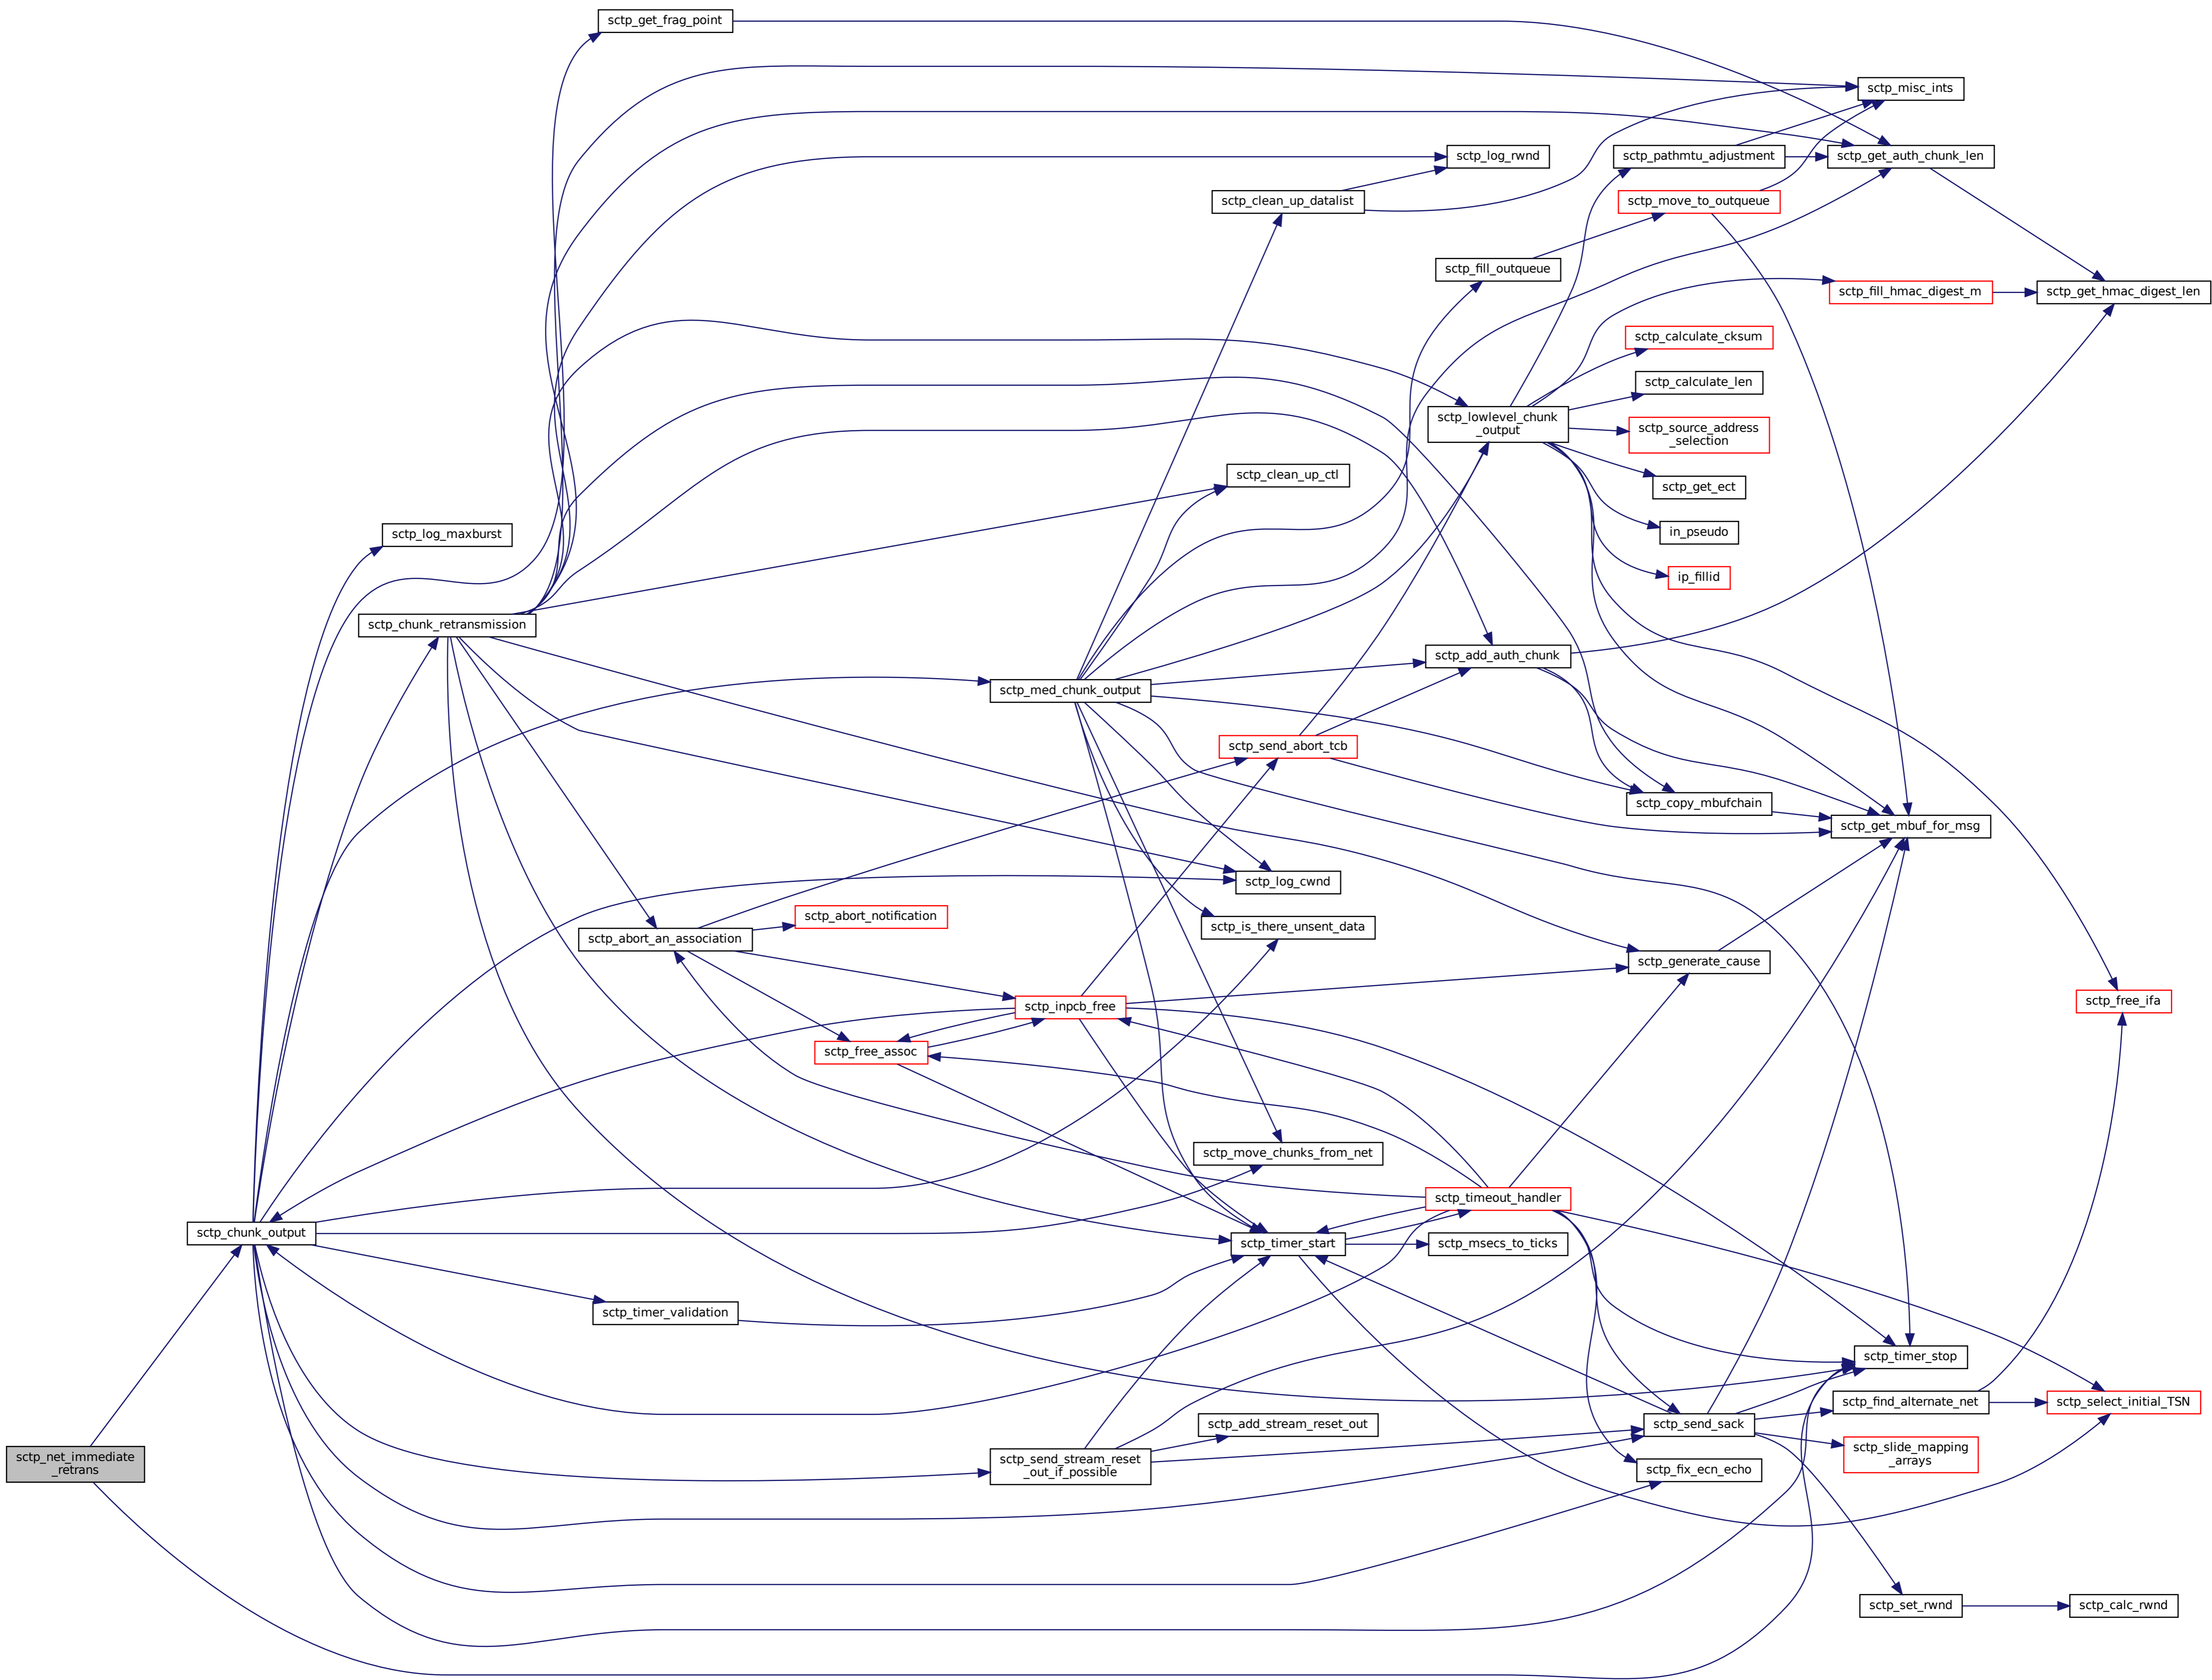 sctp_get_frag_point
sctp_misc_ints
sctp_log_rwnd
sctp_pathmtu_adjustment
sctp_get_auth_chunk_len
sctp_clean_up_datalist
sctp_move_to_outqueue
sctp_fill_outqueue
sctp_fill_hmac_digest_m
sctp_get_hmac_digest_len
sctp_calculate_cksum
sctp_calculate_len
sctp_lowlevel_chunk
_output
sctp_source_address
_selection
sctp_clean_up_ctl
sctp_get_ect
sctp_log_maxburst
in_pseudo
ip_fillid
sctp_chunk_retransmission
sctp_add_auth_chunk
sctp_med_chunk_output
sctp_send_abort_tcb
sctp_copy_mbufchain
sctp_get_mbuf_for_msg
sctp_log_cwnd
sctp_abort_notification
sctp_is_there_unsent_data
sctp_abort_an_association
sctp_generate_cause
sctp_inpcb_free
sctp_free_ifa
sctp_free_assoc
sctp_move_chunks_from_net
sctp_timeout_handler
sctp_chunk_output
sctp_timer_start
sctp_msecs_to_ticks
sctp_timer_validation
sctp_timer_stop
sctp_find_alternate_net
sctp_select_initial_TSN
sctp_add_stream_reset_out
sctp_send_sack
sctp_net_immediate
_retrans
sctp_send_stream_reset
_out_if_possible
sctp_slide_mapping
_arrays
sctp_fix_ecn_echo
sctp_set_rwnd
sctp_calc_rwnd